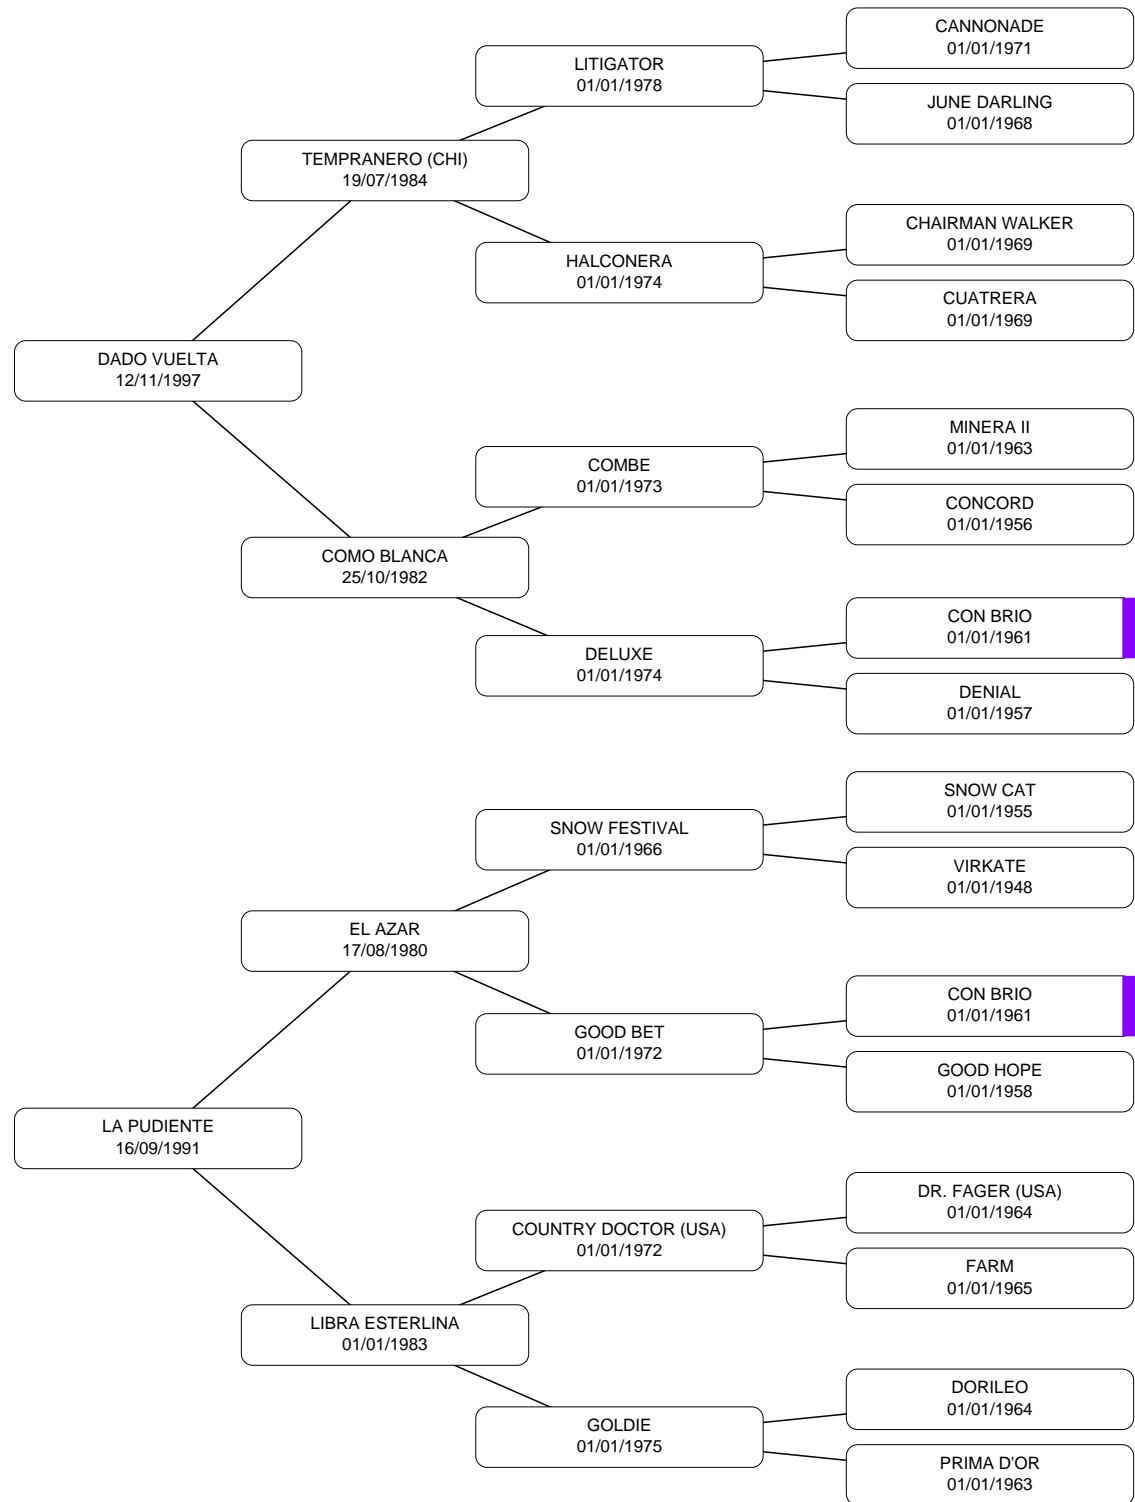 CANNONADE
01/01/1971
LITIGATOR
01/01/1978
JUNE DARLING
01/01/1968
TEMPRANERO (CHI)
19/07/1984
CHAIRMAN WALKER
01/01/1969
HALCONERA
01/01/1974
CUATRERA
01/01/1969
DADO VUELTA
12/11/1997
MINERA II
01/01/1963
COMBE
01/01/1973
CONCORD
01/01/1956
COMO BLANCA
25/10/1982
CON BRIO
01/01/1961
DELUXE
01/01/1974
DENIAL
01/01/1957
SNOW CAT
01/01/1955
SNOW FESTIVAL
01/01/1966
VIRKATE
01/01/1948
EL AZAR
17/08/1980
CON BRIO
01/01/1961
GOOD BET
01/01/1972
GOOD HOPE
01/01/1958
LA PUDIENTE
16/09/1991
DR. FAGER (USA)
01/01/1964
COUNTRY DOCTOR (USA)
01/01/1972
FARM
01/01/1965
LIBRA ESTERLINA
01/01/1983
DORILEO
01/01/1964
GOLDIE
01/01/1975
PRIMA D'OR
01/01/1963